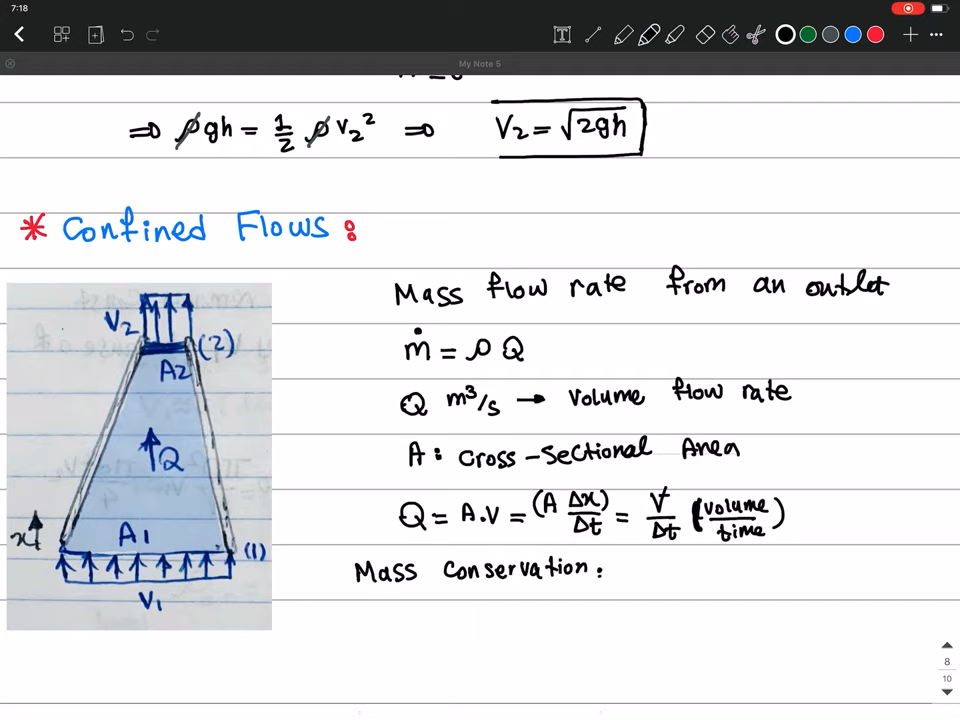 7:18
My Note 5
⇒ ρgh = 1/2 ρ V₂² ⇒ V₂ = √2gh
* Confined Flows:
Mass flow rate from an outlet
ṁ = ρ Q
Q m³/s → Volume flow rate
A: Cross-Sectional Area
Q = A.V = (A Δx)/Δt = V/Δt (volume/time)
Mass Conservation:
V₂
(2)
A₂
↑Q
x
A₁
(1)
V₁
8
10